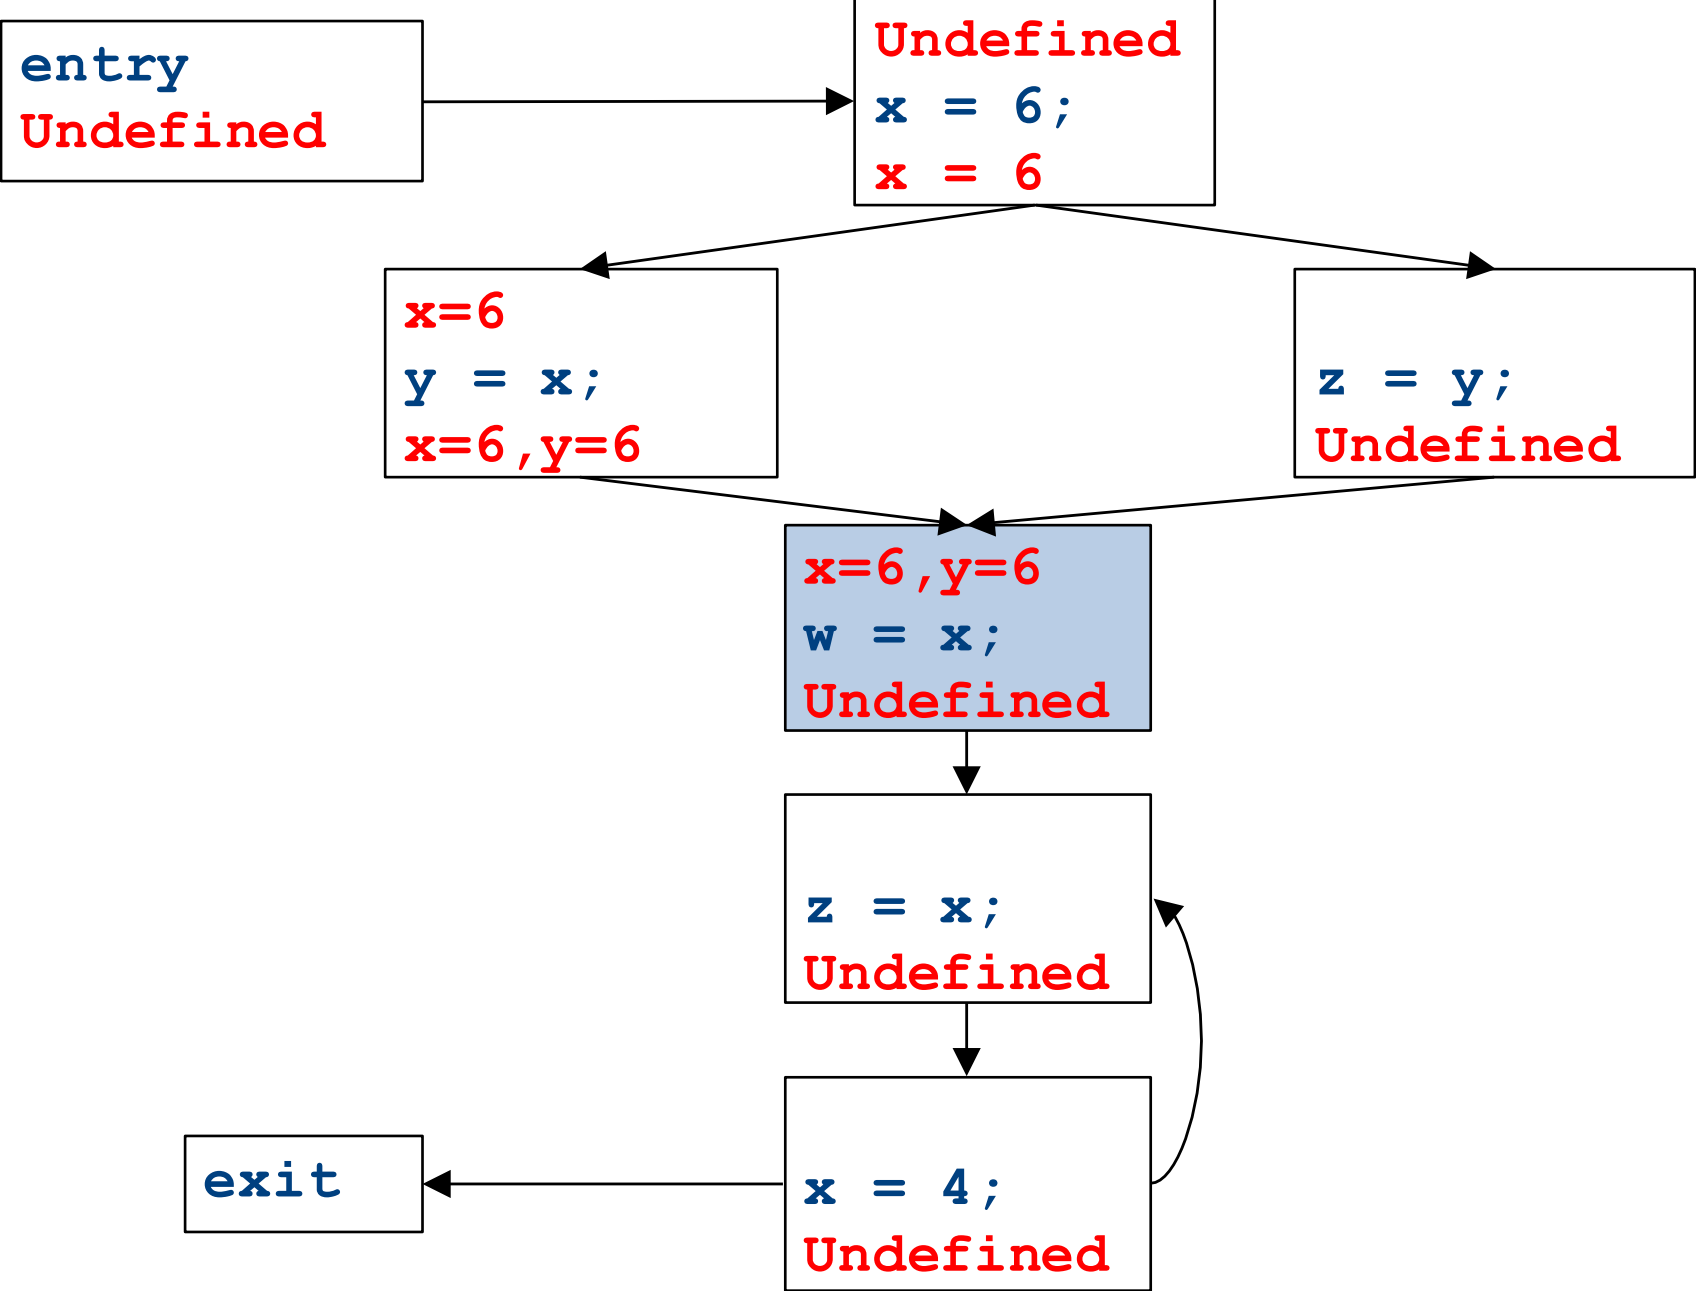 entry
Undefined
Undefined
x = 6;
x = 6
x=6
y = x;
x=6,y=6
z = y;
Undefined
x=6,y=6
w = x;
Undefined
z = x;
Undefined
x = 4;
Undefined
exit